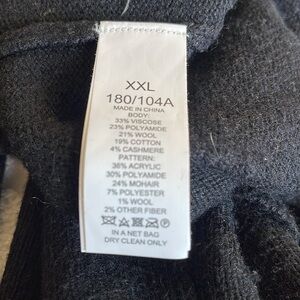 XXL
180/104A
MADE IN CHINA
BODY:
33% VISCOSE
23% POLYAMIDE
21% WOOL
19% COTTON
4% CASHMERE
PATTERN:
36% ACRYLIC
30% POLYAMIDE
24% MOHAIR
7% POLYESTER
1% WOOL
2% OTHER FIBER
IN A NET BAG
DRY CLEAN ONLY